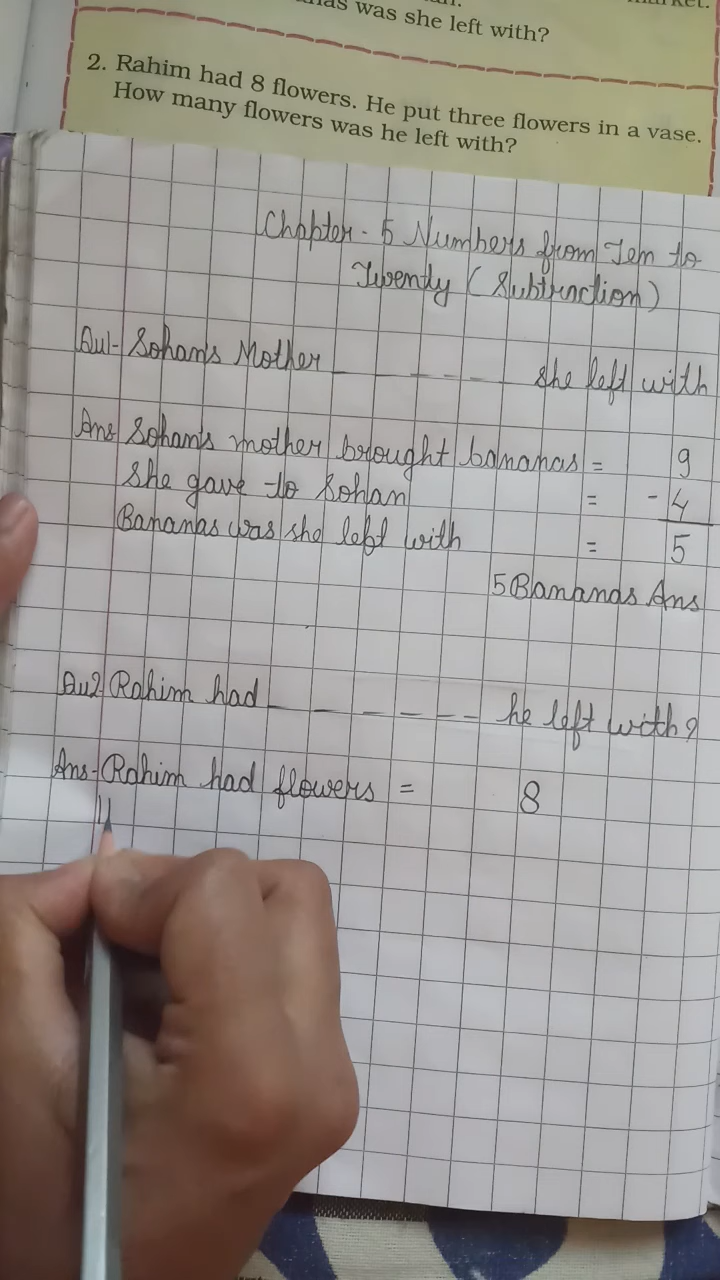 was she left with?
2. Rahim had 8 flowers. He put three flowers in a vase.
How many flowers was he left with?
Chapter - 5 Numbers from Ten to
Twenty (Subtraction)
Qu1- Sohan's Mother _ _ _ _ _ she left with
Ans Sohan's mother brought bananas = 9
She gave to Sohan = - 4
Bananas was she left with = 5
5 Bananas Ans
Qu2 Rahim had _ _ _ _ _ he left with?
Ans- Rahim had flowers = 8